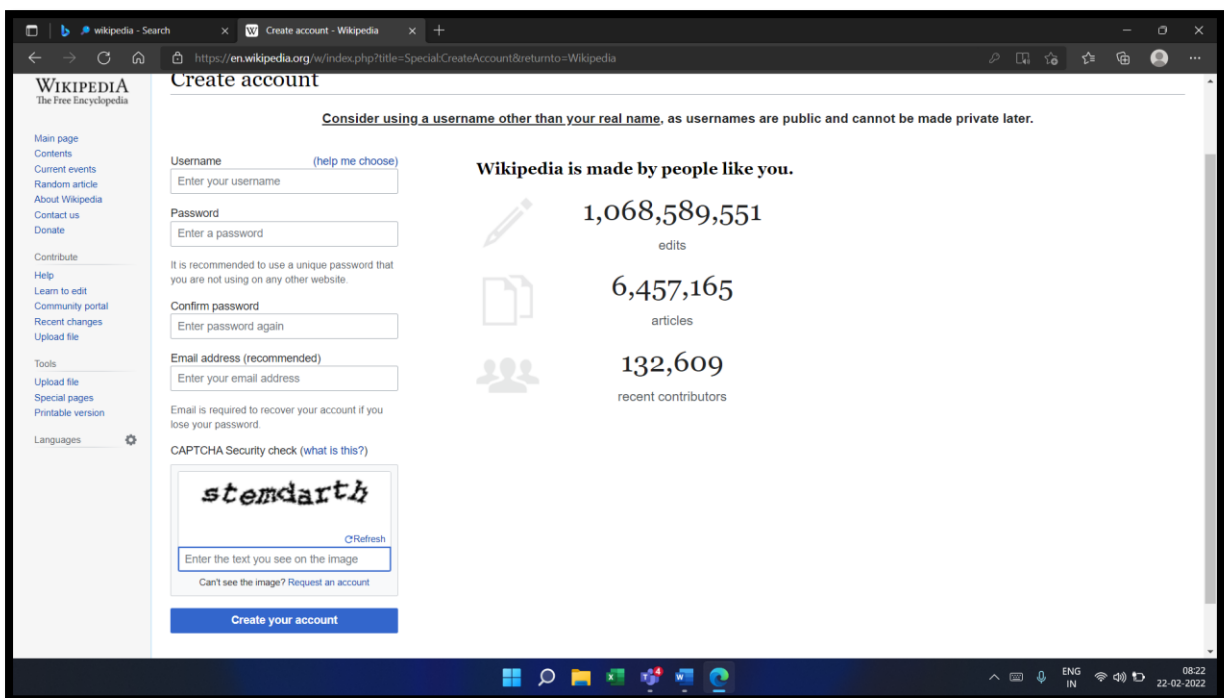 wikipedia - Search
Create account - Wikipedia
https://en.wikipedia.org/w/index.php?title=Special:CreateAccount&returnto=Wikipedia
WIKIPEDIA
The Free Encyclopedia
Main page
Contents
Current events
Random article
About Wikipedia
Contact us
Donate
Contribute
Help
Learn to edit
Community portal
Recent changes
Upload file
Tools
Upload file
Special pages
Printable version
Languages
Create account
Consider using a username other than your real name, as usernames are public and cannot be made private later.
Username (help me choose)
Enter your username
Password
Enter a password
It is recommended to use a unique password that
you are not using on any other website.
Confirm password
Enter password again
Email address (recommended)
Enter your email address
Email is required to recover your account if you
lose your password.
CAPTCHA Security check (what is this?)
stemdarth
Refresh
Enter the text you see on the image
Can't see the image? Request an account
Create your account
Wikipedia is made by people like you.
1,068,589,551
edits
6,457,165
articles
132,609
recent contributors
4
ENG
IN
08:22
22-02-2022